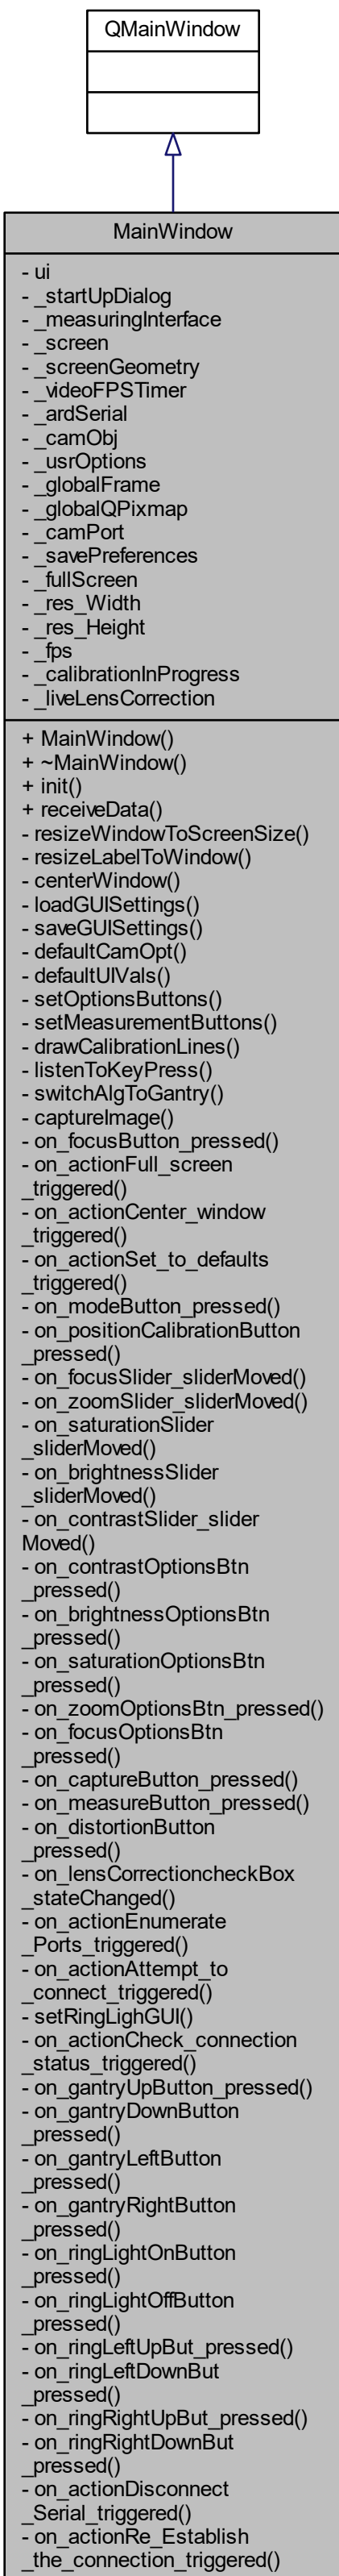 QMainWindow
MainWindow
- ui
- _startUpDialog
- _measuringInterface
- _screen
- _screenGeometry
- _videoFPSTimer
- _ardSerial
- _camObj
- _usrOptions
- _globalFrame
- _globalQPixmap
- _camPort
- _savePreferences
- _fullScreen
- _res_Width
- _res_Height
- _fps
- _calibrationInProgress
- _liveLensCorrection
+ MainWindow()
+ ~MainWindow()
+ init()
+ receiveData()
- resizeWindowToScreenSize()
- resizeLabelToWindow()
- centerWindow()
- loadGUISettings()
- saveGUISettings()
- defaultCamOpt()
- defaultUIVals()
- setOptionsButtons()
- setMeasurementButtons()
- drawCalibrationLines()
- listenToKeyPress()
- switchAlgToGantry()
- captureImage()
- on_focusButton_pressed()
- on_actionFull_screen
_triggered()
- on_actionCenter_window
_triggered()
- on_actionSet_to_defaults
_triggered()
- on_modeButton_pressed()
- on_positionCalibrationButton
_pressed()
- on_focusSlider_sliderMoved()
- on_zoomSlider_sliderMoved()
- on_saturationSlider
_sliderMoved()
- on_brightnessSlider
_sliderMoved()
- on_contrastSlider_slider
Moved()
- on_contrastOptionsBtn
_pressed()
- on_brightnessOptionsBtn
_pressed()
- on_saturationOptionsBtn
_pressed()
- on_zoomOptionsBtn_pressed()
- on_focusOptionsBtn
_pressed()
- on_captureButton_pressed()
- on_measureButton_pressed()
- on_distortionButton
_pressed()
- on_lensCorrectioncheckBox
_stateChanged()
- on_actionEnumerate
_Ports_triggered()
- on_actionAttempt_to
_connect_triggered()
- setRingLighGUI()
- on_actionCheck_connection
_status_triggered()
- on_gantryUpButton_pressed()
- on_gantryDownButton
_pressed()
- on_gantryLeftButton
_pressed()
- on_gantryRightButton
_pressed()
- on_ringLightOnButton
_pressed()
- on_ringLightOffButton
_pressed()
- on_ringLeftUpBut_pressed()
- on_ringLeftDownBut
_pressed()
- on_ringRightUpBut_pressed()
- on_ringRightDownBut
_pressed()
- on_actionDisconnect
_Serial_triggered()
- on_actionRe_Establish
_the_connection_triggered()